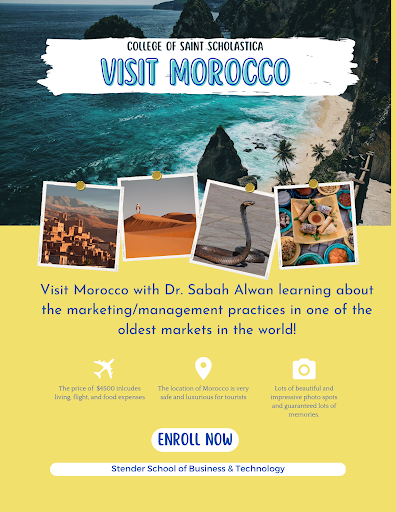 COLLEGE OF SAINT SCHOLASTICA
VISIT MOROCCO
Visit Morocco with Dr. Sabah Alwan learning about
the marketing/management practices in one of the
oldest markets in the world!
The price of $4500 inlcudes
living, flight, and food expenses
The location of Morocco is very
safe and luxurious for tourists
Lots of beautiful and
impressive photo spots
and guaranteed lots of
memories.
ENROLL NOW
Stender School of Business & Technology